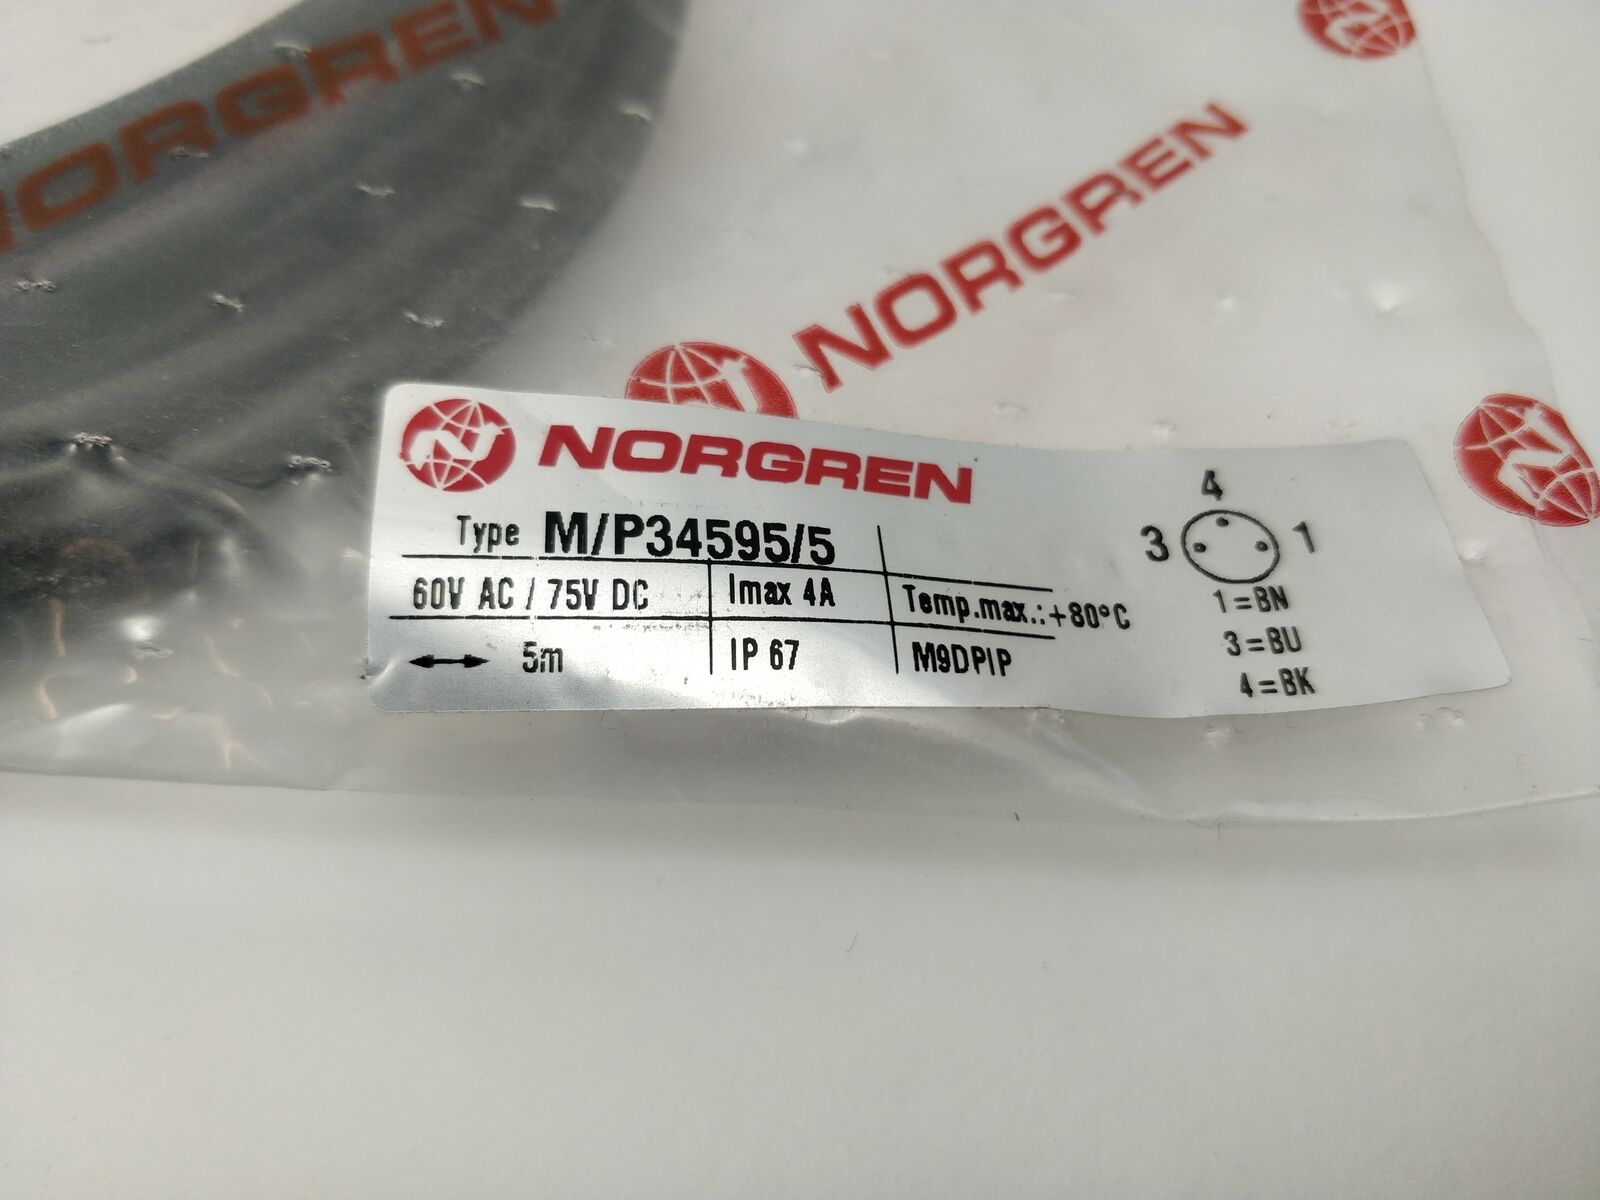 NORGREN
NORGREN
NORGREN
Type M/P34595/5
60V AC / 75V DC Imax 4A Temp.max.:+80°C
5m IP 67 M9DPIP
4
3 1
1=BN
3=BU
4=BK